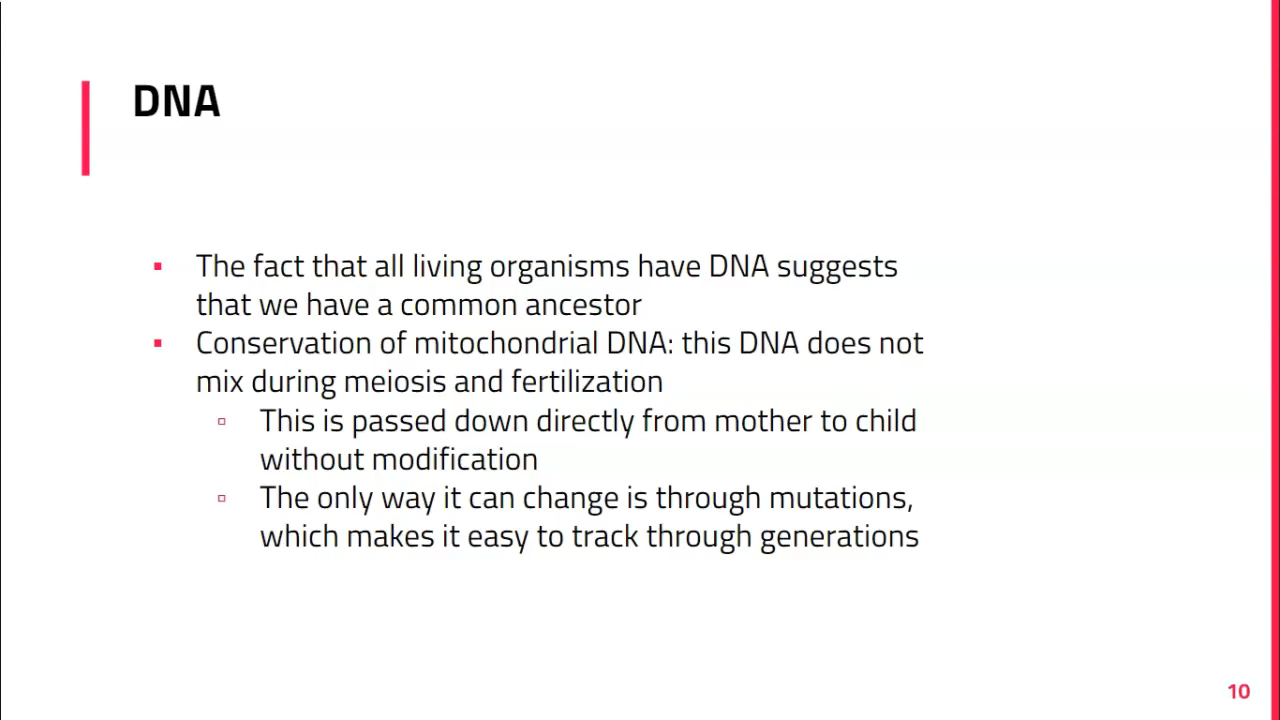 DNA
▪ The fact that all living organisms have DNA suggests
that we have a common ancestor
▪ Conservation of mitochondrial DNA: this DNA does not
mix during meiosis and fertilization
▫ This is passed down directly from mother to child
without modification
▫ The only way it can change is through mutations,
which makes it easy to track through generations
10